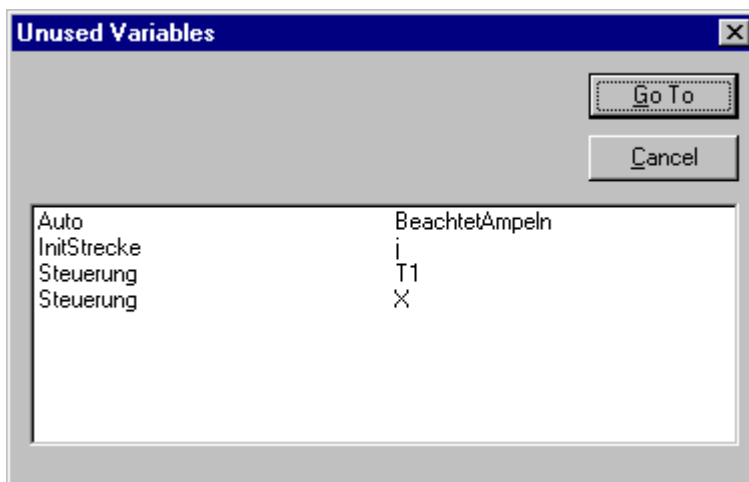 Unused Variables
Go To
Cancel
Auto BeachtetAmpeln
InitStrecke j
Steuerung T1
Steuerung X